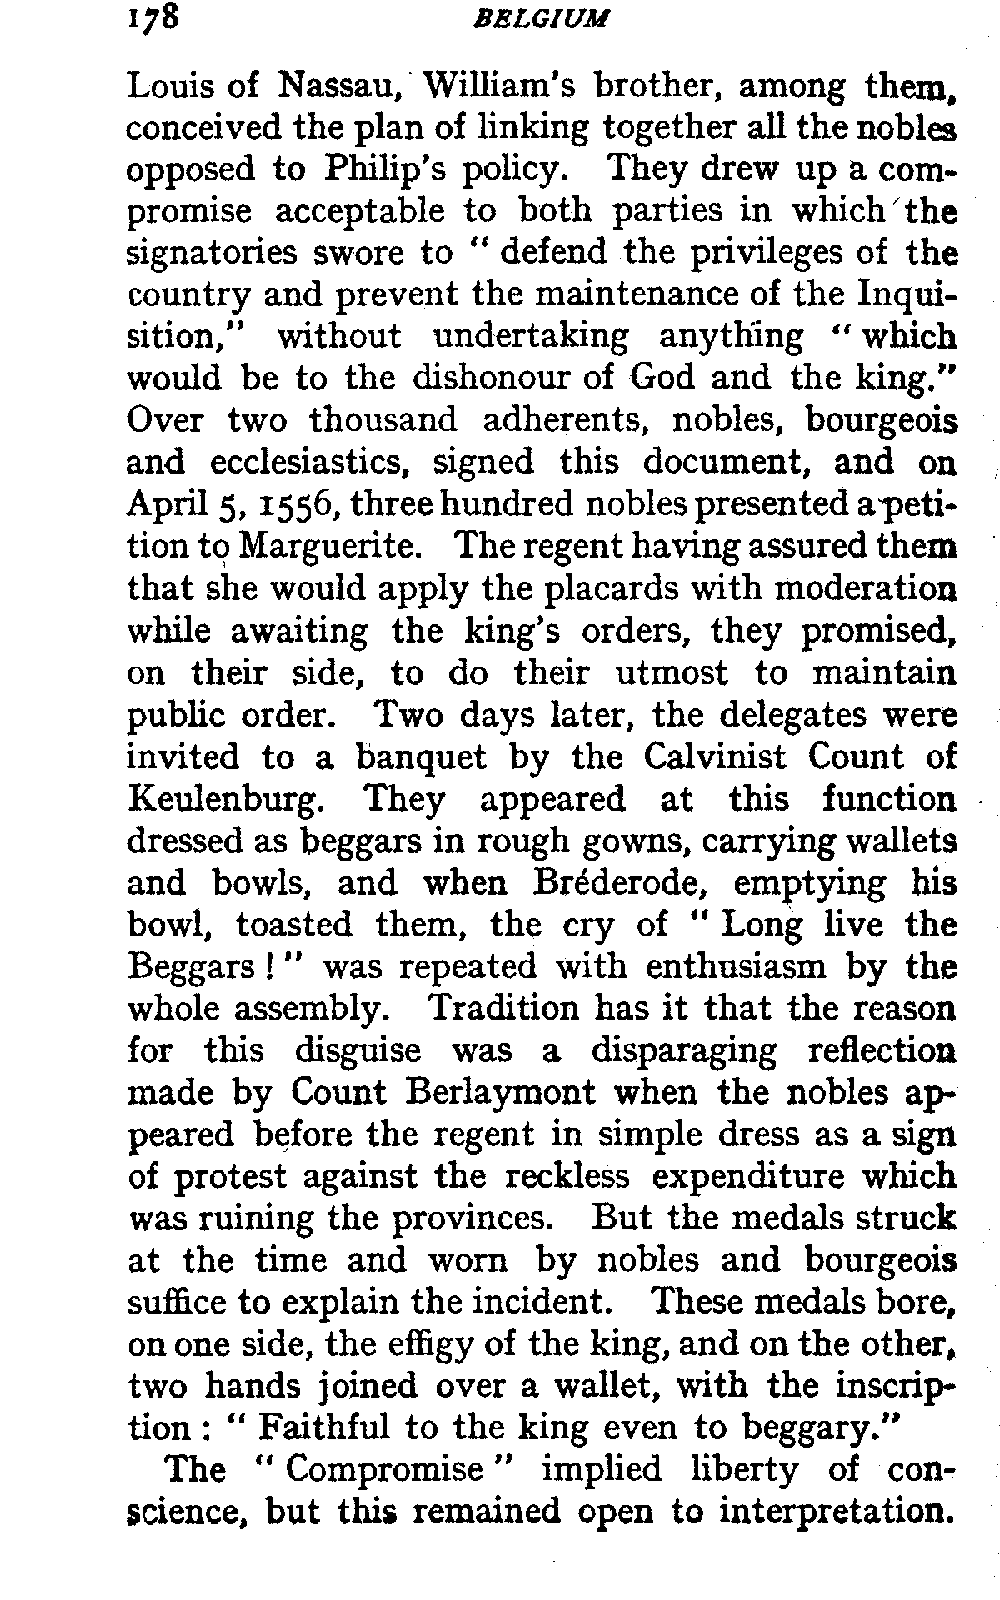 178 BELGIUM
Louis of Nassau, William's brother, among them,
conceived the plan of linking together all the nobles
opposed to Philip's policy. They drew up a com-
promise acceptable to both parties in which the
signatories swore to " defend the privileges of the
country and prevent the maintenance of the Inqui-
sition," without undertaking anything " which
would be to the dishonour of God and the king."
Over two thousand adherents, nobles, bourgeois
and ecclesiastics, signed this document, and on
April 5, 1556, three hundred nobles presented a peti-
tion to Marguerite. The regent having assured them
that she would apply the placards with moderation
while awaiting the king's orders, they promised,
on their side, to do their utmost to maintain
public order. Two days later, the delegates were
invited to a banquet by the Calvinist Count of
Keulenburg. They appeared at this function
dressed as beggars in rough gowns, carrying wallets
and bowls, and when Bréderode, emptying his
bowl, toasted them, the cry of " Long live the
Beggars ! " was repeated with enthusiasm by the
whole assembly. Tradition has it that the reason
for this disguise was a disparaging reflection
made by Count Berlaymont when the nobles ap-
peared before the regent in simple dress as a sign
of protest against the reckless expenditure which
was ruining the provinces. But the medals struck
at the time and worn by nobles and bourgeois
suffice to explain the incident. These medals bore,
on one side, the effigy of the king, and on the other,
two hands joined over a wallet, with the inscrip-
tion : " Faithful to the king even to beggary."
The " Compromise " implied liberty of con-
science, but this remained open to interpretation.